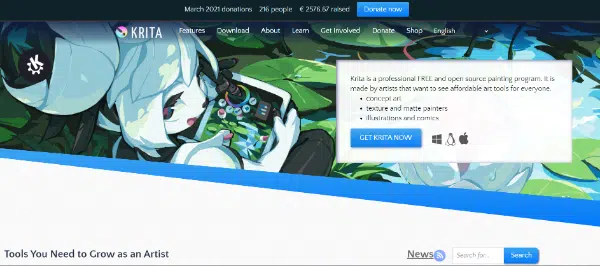 March 2021 donations 216 people € 2576.67 raised Donate now
KRITA Features Download About Learn Get Involved Donate Shop English
Krita is a professional FREE and open source painting program. It is
made by artists that want to see affordable art tools for everyone.
• concept art
• texture and matte painters
• illustrations and comics
GET KRITA NOW
Tools You Need to Grow as an Artist
News
Search for...
Search